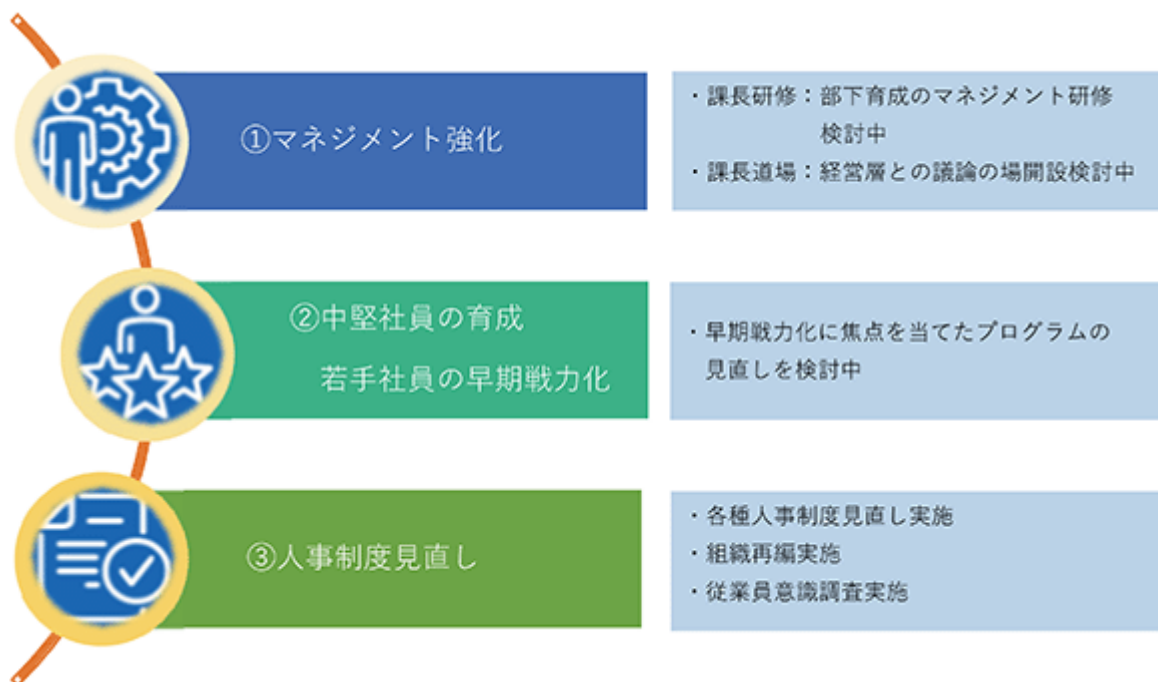 ①マネジメント強化
・課長研修：部下育成のマネジメント研修
検討中
・課長道場：経営層との議論の場開設検討中
②中堅社員の育成
若手社員の早期戦力化
・早期戦力化に焦点を当てたプログラムの
見直しを検討中
③人事制度見直し
・各種人事制度見直し実施
・組織再編実施
・従業員意識調査実施